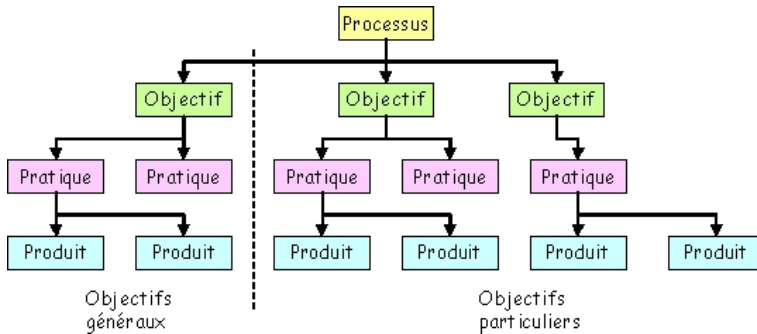 Processus
Objectif Objectif Objectif
Pratique Pratique Pratique Pratique Pratique
Produit Produit Produit Produit Produit Produit
Objectifs
généraux
Objectifs
particuliers